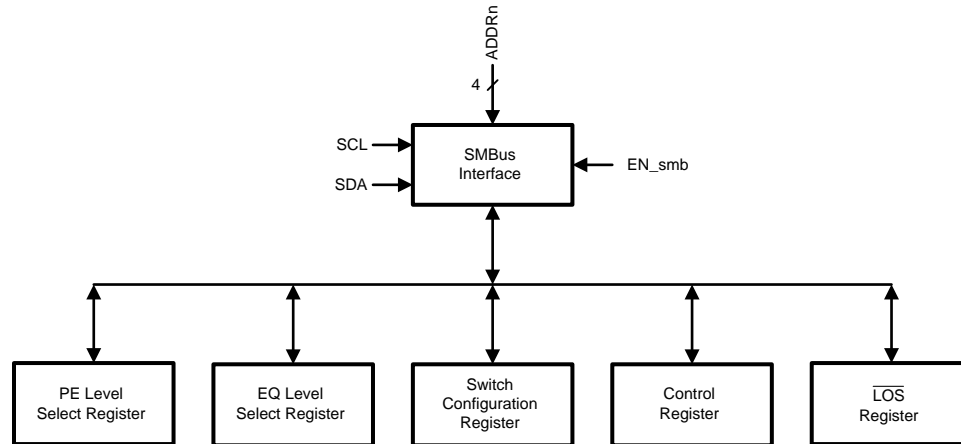 ADDRn
4
SCL
SDA
SMBus
Interface
EN_smb
PE Level
Select Register
EQ Level
Select Register
Switch
Configuration
Register
Control
Register
LOS
Register